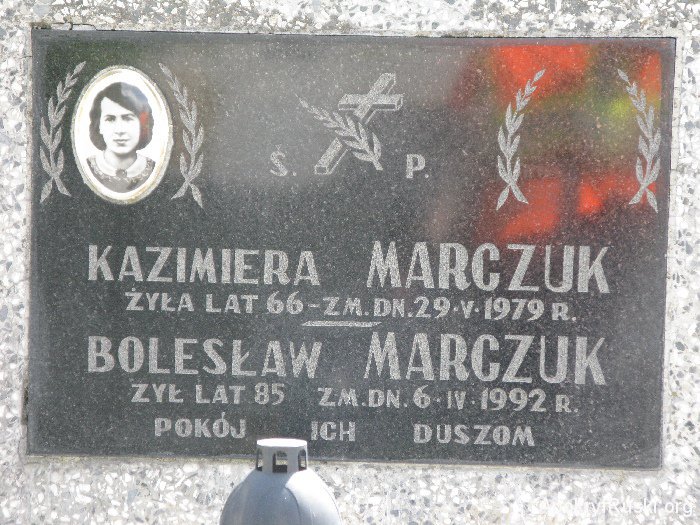 Ś. P.
KAZIMIERA MARCZUK
ŻYŁA LAT 66 - ZM. DN. 29·V·1979 R.
BOLESŁAW MARCZUK
ŻYŁ LAT 85 ZM. DN. 6·IV·1992 R.
POKÓJ ICH DUSZOM